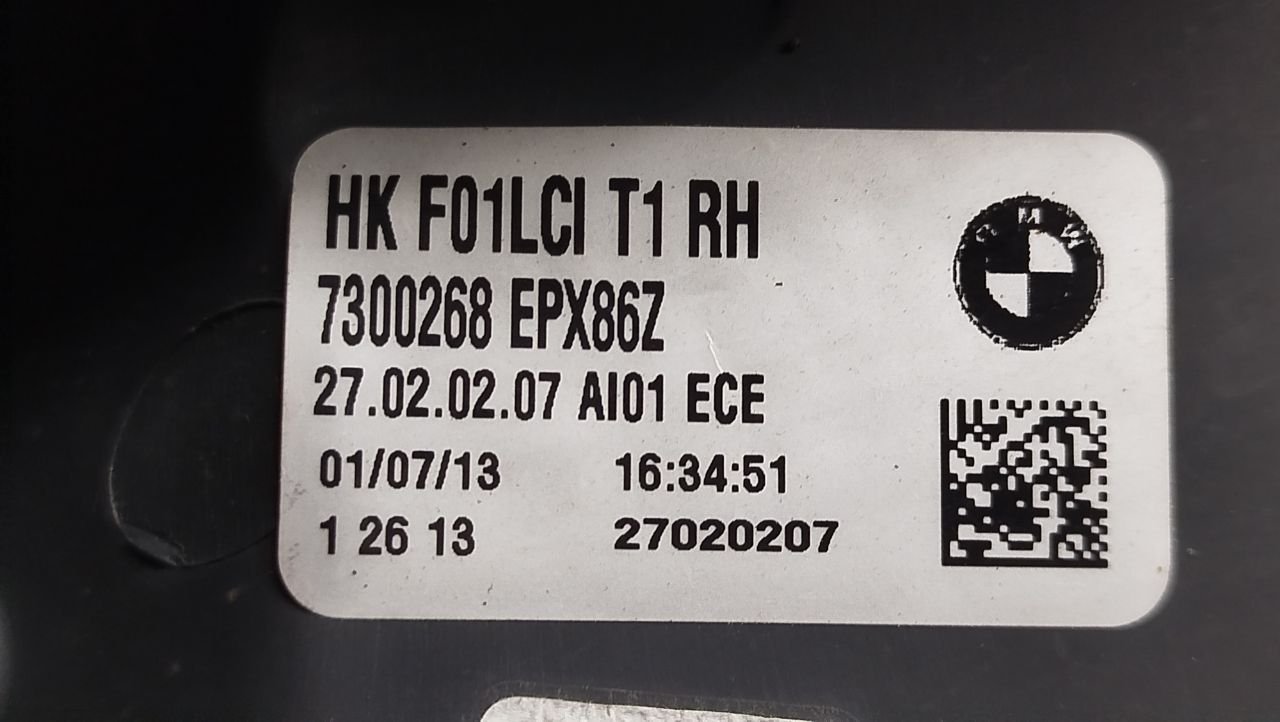 HK F01LCI T1 RH
7300268 EPX86Z
27.02.02.07 AI01 ECE
01/07/13 16:34:51
1 26 13 27020207
BMW